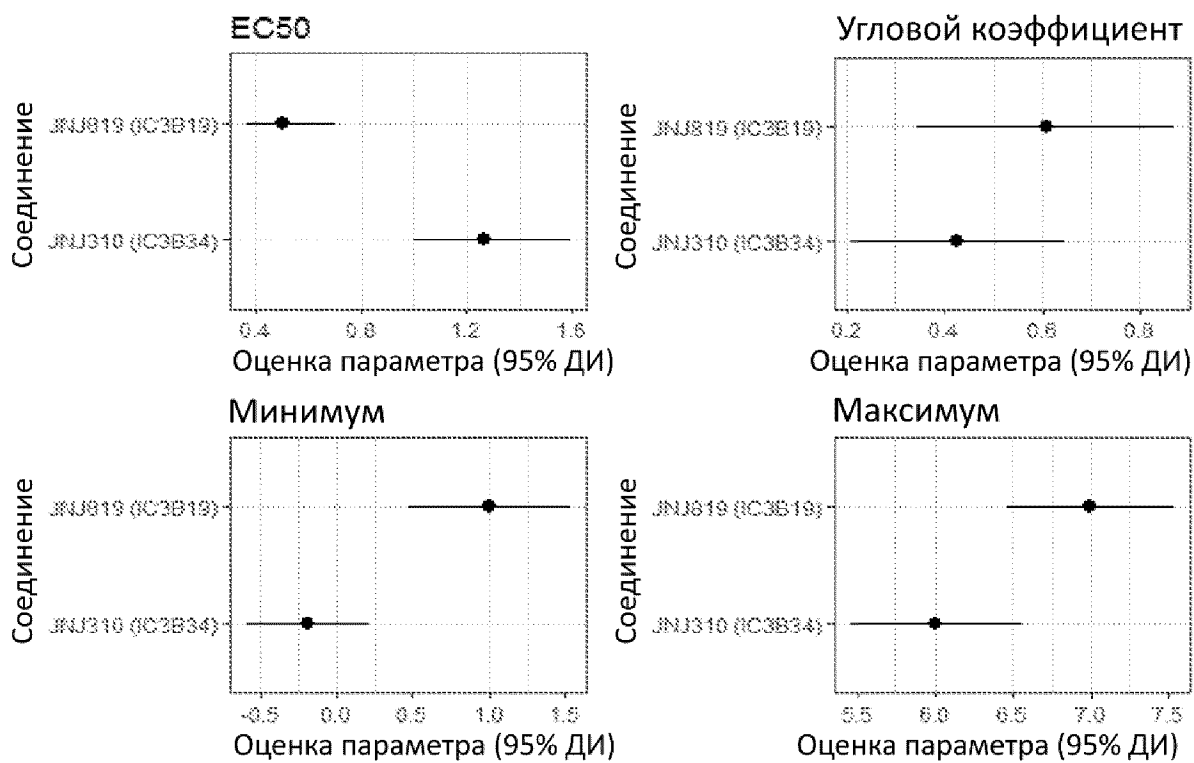 EC50
Соединение
JNJ819 (IC3B19)
JNJ310 (IC3B34)
0.4 0.8 1.2 1.6
Оценка параметра (95% ДИ)
Угловой коэффициент
Соединение
JNJ819 (IC3B19)
JNJ310 (IC3B34)
0.2 0.4 0.6 0.8
Оценка параметра (95% ДИ)
Минимум
Соединение
JNJ819 (IC3B19)
JNJ310 (IC3B34)
-0.5 0.0 0.5 1.0 1.5
Оценка параметра (95% ДИ)
Максимум
Соединение
JNJ819 (IC3B19)
JNJ310 (IC3B34)
5.5 6.0 6.5 7.0 7.5
Оценка параметра (95% ДИ)